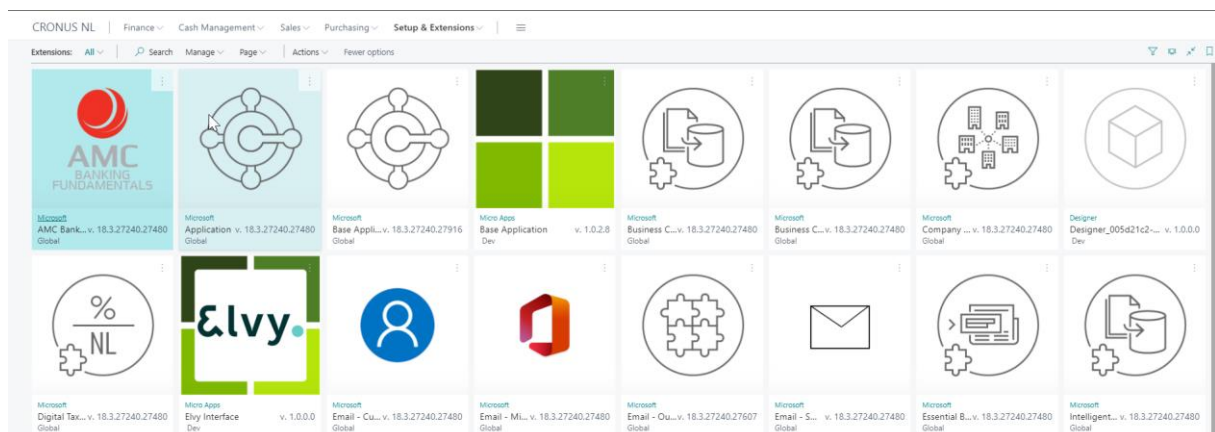 CRONUS NL | Finance Cash Management Sales Purchasing Setup & Extensions
Extensions: All Search Manage Page Actions Fewer options
AMC
BANKING
FUNDAMENTALS
Microsoft
AMC Bank... v. 18.3.27240.27480
Global
Microsoft
Application v. 18.3.27240.27480
Global
Microsoft
Base Appli... v. 18.3.27240.27916
Global
Micro Apps
Base Application v. 1.0.2.8
Dev
Microsoft
Business C... v. 18.3.27240.27480
Global
Microsoft
Business C... v. 18.3.27240.27480
Global
Microsoft
Company ... v. 18.3.27240.27480
Global
Designer
Designer_005d21c2-... v. 1.0.0.0
Dev
%
NL
Microsoft
Digital Tax... v. 18.3.27240.27480
Global
Elvy.
Micro Apps
Elvy Interface v. 1.0.0.0
Dev
Microsoft
Email - Cu... v. 18.3.27240.27480
Global
Microsoft
Email - Mi... v. 18.3.27240.27480
Global
Microsoft
Email - Ou... v. 18.3.27240.27607
Global
Microsoft
Email - S... v. 18.3.27240.27480
Global
Microsoft
Essential B... v. 18.3.27240.27480
Global
Microsoft
Intelligent... v. 18.3.27240.27480
Global